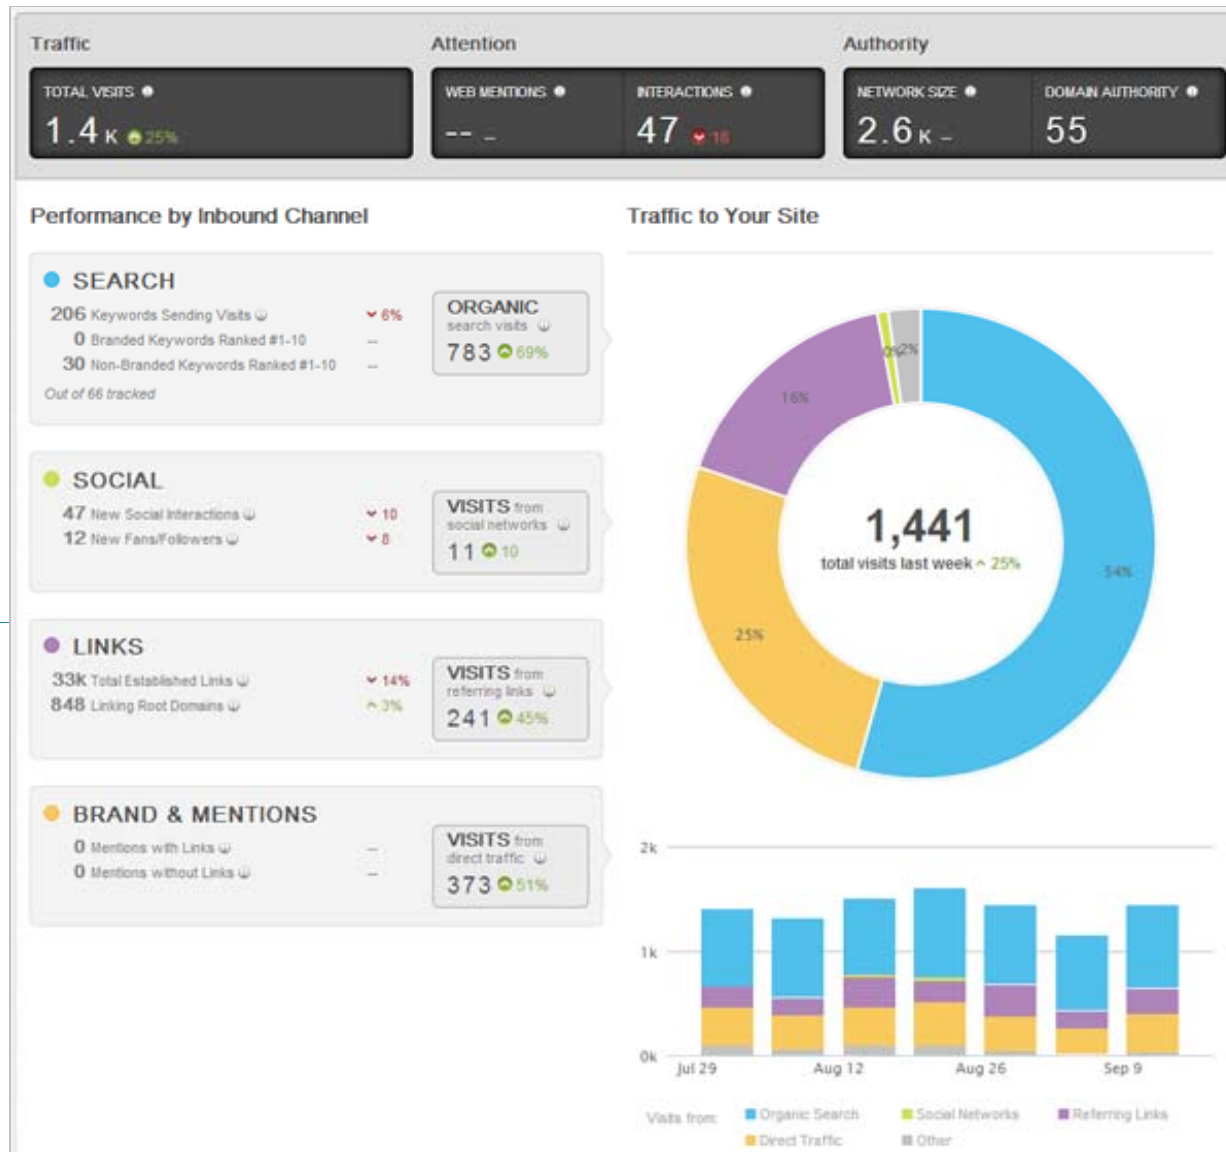 Traffic
Attention
Authority
TOTAL VISITS
WEB MENTIONS
INTERACTIONS
NETWORK SIZE
DOMAIN AUTHORITY
1.4 K 25%
-- –
47 18
2.6 K –
55
Performance by Inbound Channel
Traffic to Your Site
SEARCH
206 Keywords Sending Visits 6%
0 Branded Keywords Ranked #1-10 --
30 Non-Branded Keywords Ranked #1-10 --
Out of 66 tracked
ORGANIC
search visits
783 69%
SOCIAL
47 New Social Interactions 10
12 New Fans/Followers 8
VISITS from
social networks
11 10
LINKS
33K Total Established Links 14%
848 Linking Root Domains 3%
VISITS from
referring links
241 45%
BRAND & MENTIONS
0 Mentions with Links --
0 Mentions without Links --
VISITS from
direct traffic
373 51%
0% 2%
16%
54%
25%
1,441
total visits last week 25%
2k
1k
0k
Jul 29 Aug 12 Aug 26 Sep 9
Visits from: Organic Search Social Networks Referring Links
Direct Traffic Other